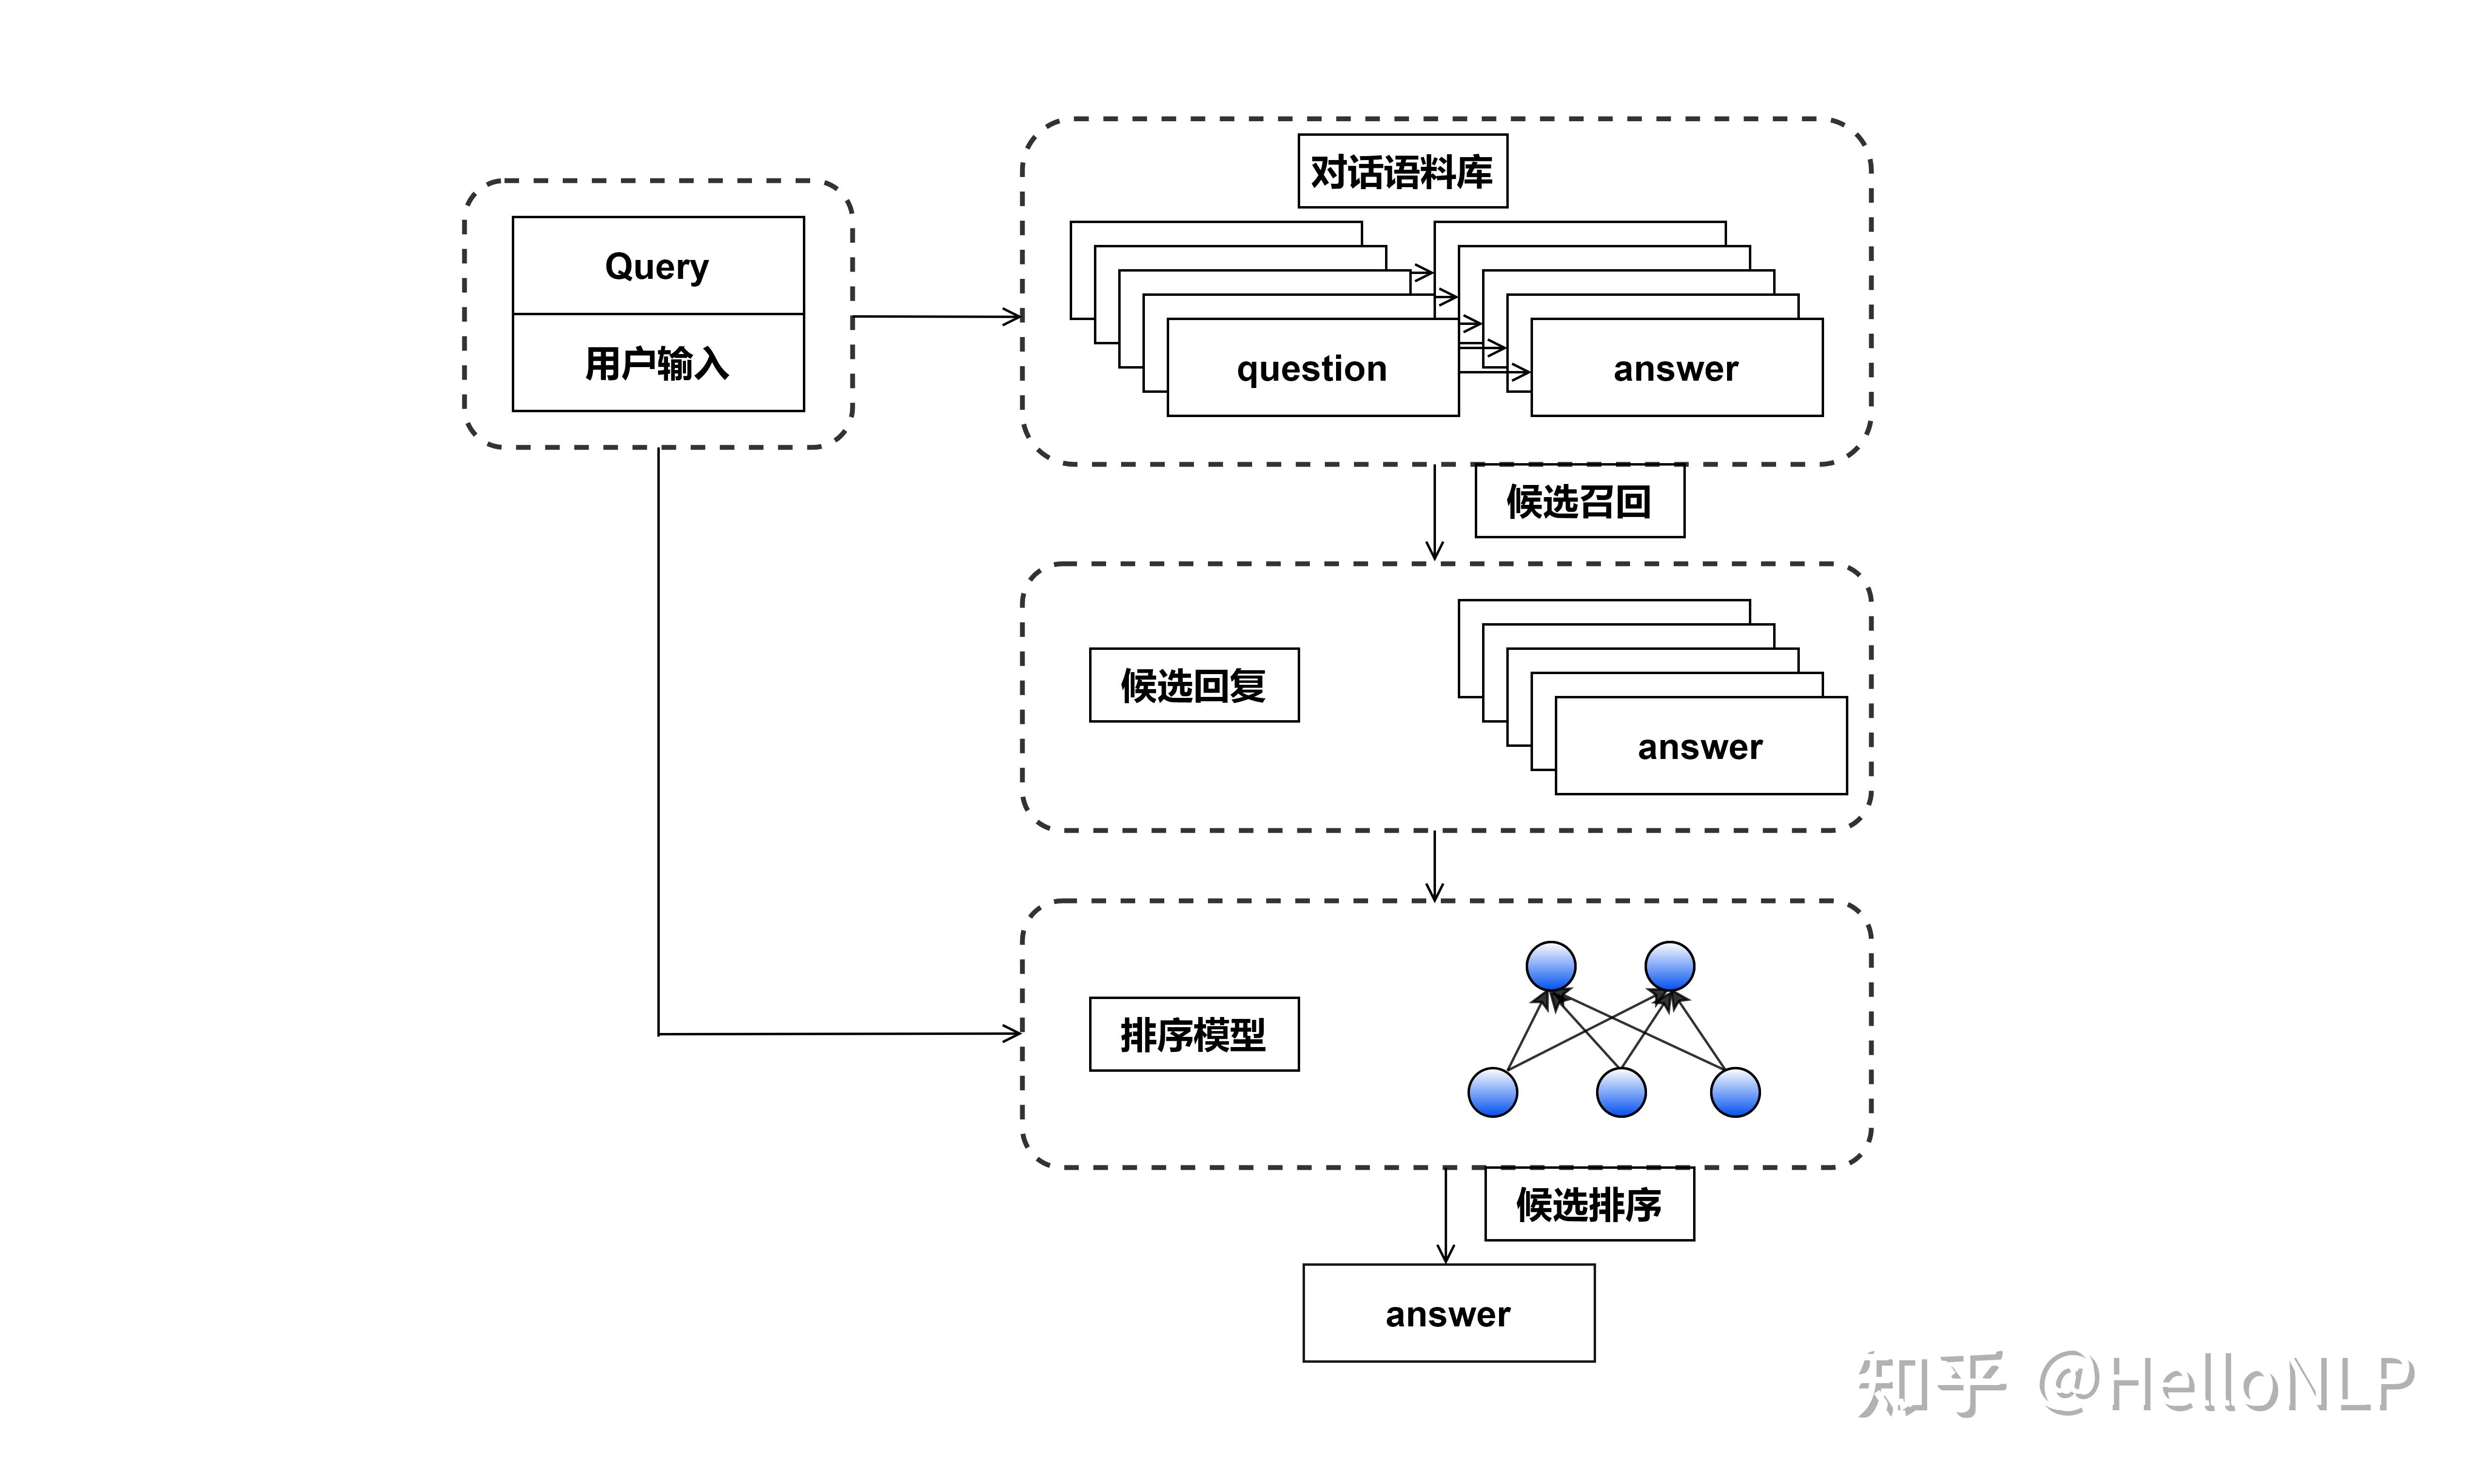 对话语料库
Query
用户输入
question
answer
候选召回
候选回复
answer
排序模型
候选排序
answer
知乎 @HelloNLP